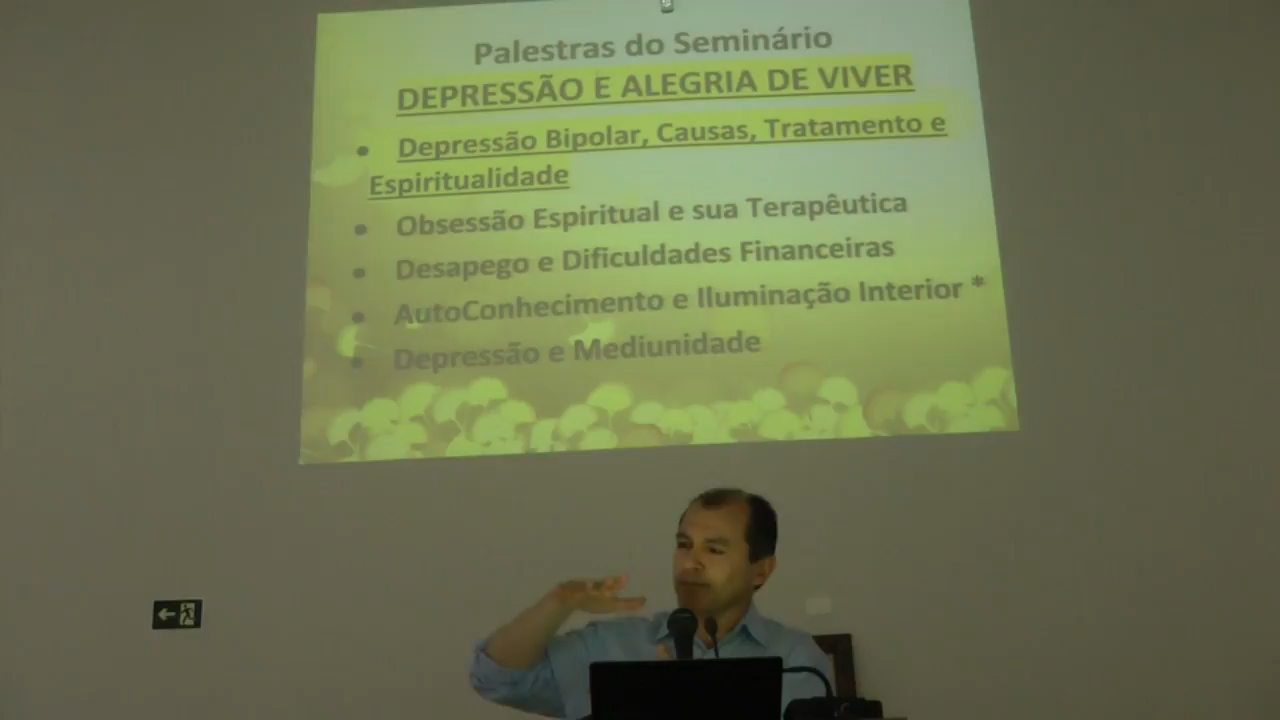 Palestras do Seminário
DEPRESSÃO E ALEGRIA DE VIVER
• Depressão Bipolar, Causas, Tratamento e
Espiritualidade
• Obsessão Espiritual e sua Terapêutica
• Desapego e Dificuldades Financeiras
• AutoConhecimento e Iluminação Interior *
• Depressão e Mediunidade